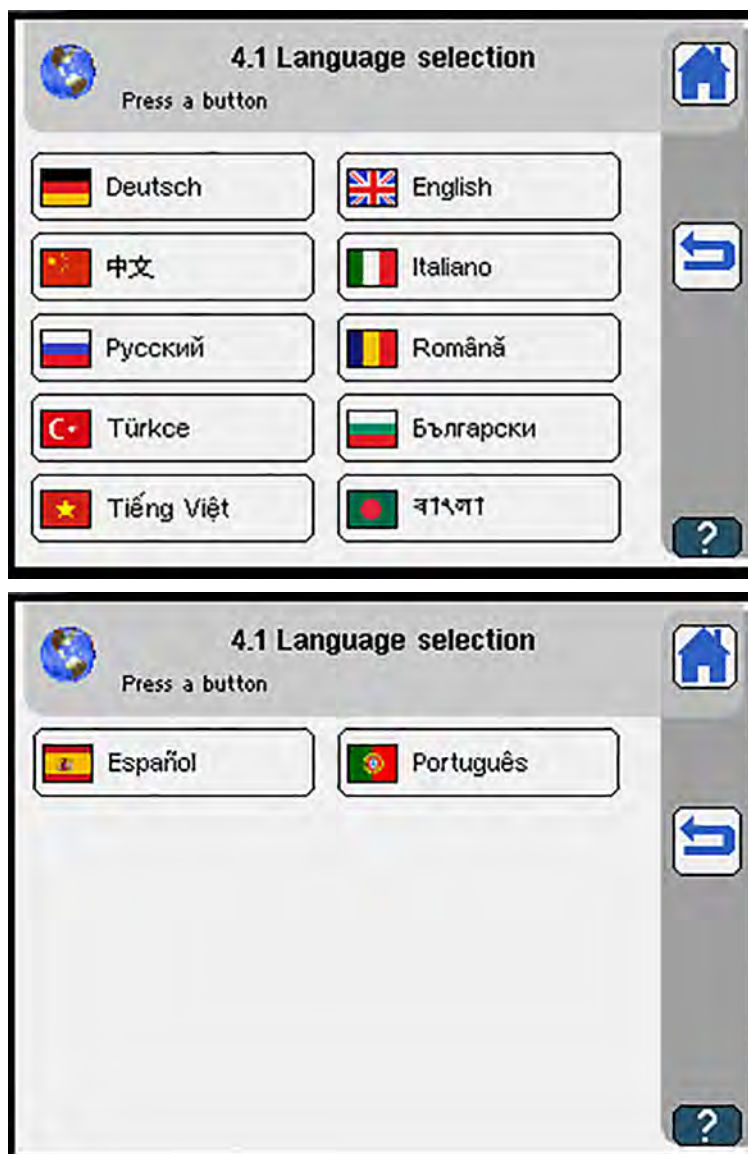 4.1 Language selection
Press a button
Deutsch
English
中文
Italiano
Русский
Română
Türkce
Български
Tiếng Việt
বাংলা
?
4.1 Language selection
Press a button
Español
Português
?